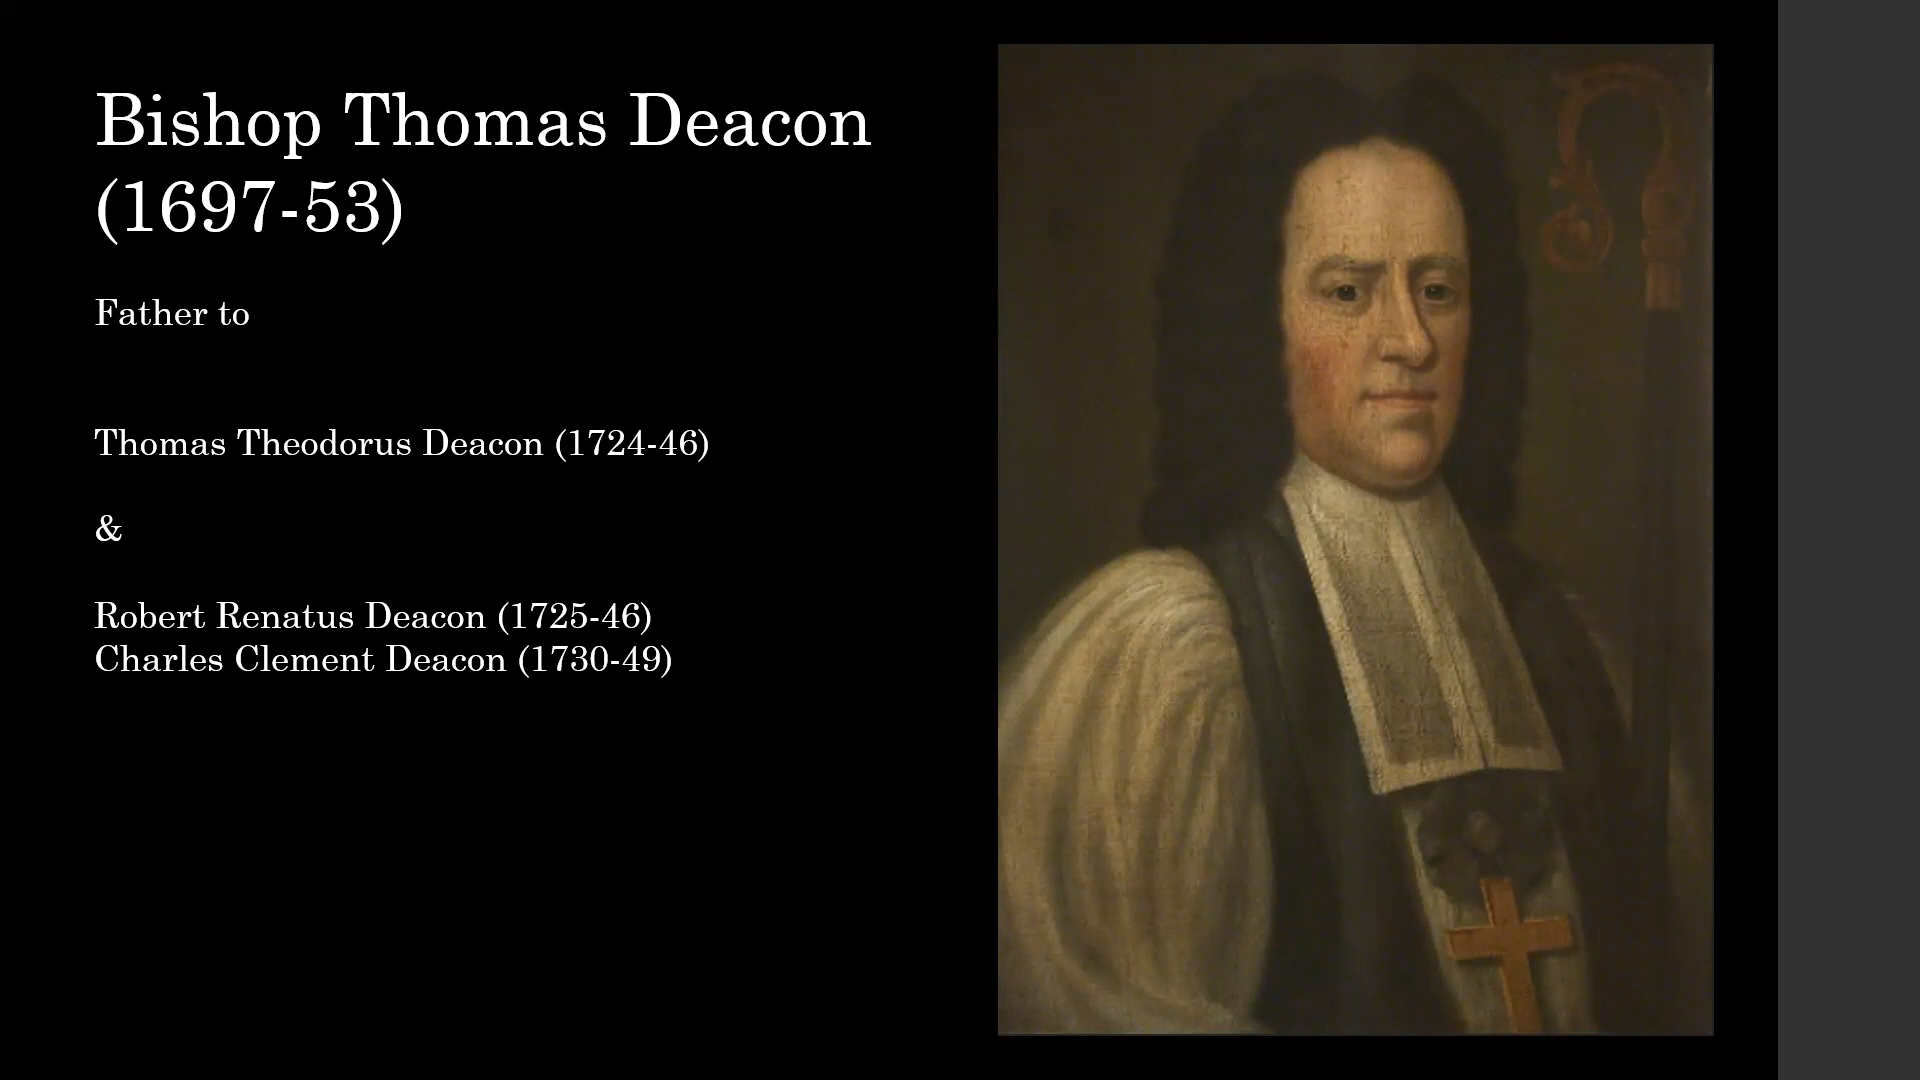 Bishop Thomas Deacon
(1697-53)
Father to
Thomas Theodorus Deacon (1724-46)
&
Robert Renatus Deacon (1725-46)
Charles Clement Deacon (1730-49)